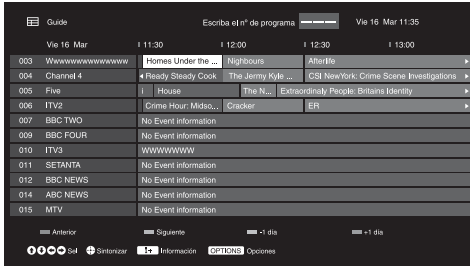 Guide Escriba el nº de programa --- Vie 16 Mar 11:35
Vie 16 Mar 11:30 12:00 12:30 13:00
003 Wwwwwwwwwwwwww Homes Under the ... Nighbours Afterlife
004 Channel 4 Ready Steady Cook The Jermy Kyle ... CSI NewYork: Crime Scene Investigations
005 Five i House The N... Extraordinaly People: Britains Identity
006 ITV2 Crime Hour: Midso... Cracker ER
007 BBC TWO No Event information
009 BBC FOUR No Event information
010 ITV3 WWWWWWW
011 SETANTA No Event information
012 BBC NEWS No Event information
014 ABC NEWS No Event information
015 MTV No Event information
Anterior Siguiente -1 día +1 día
Sel Sintonizar Información OPTIONS Opciones